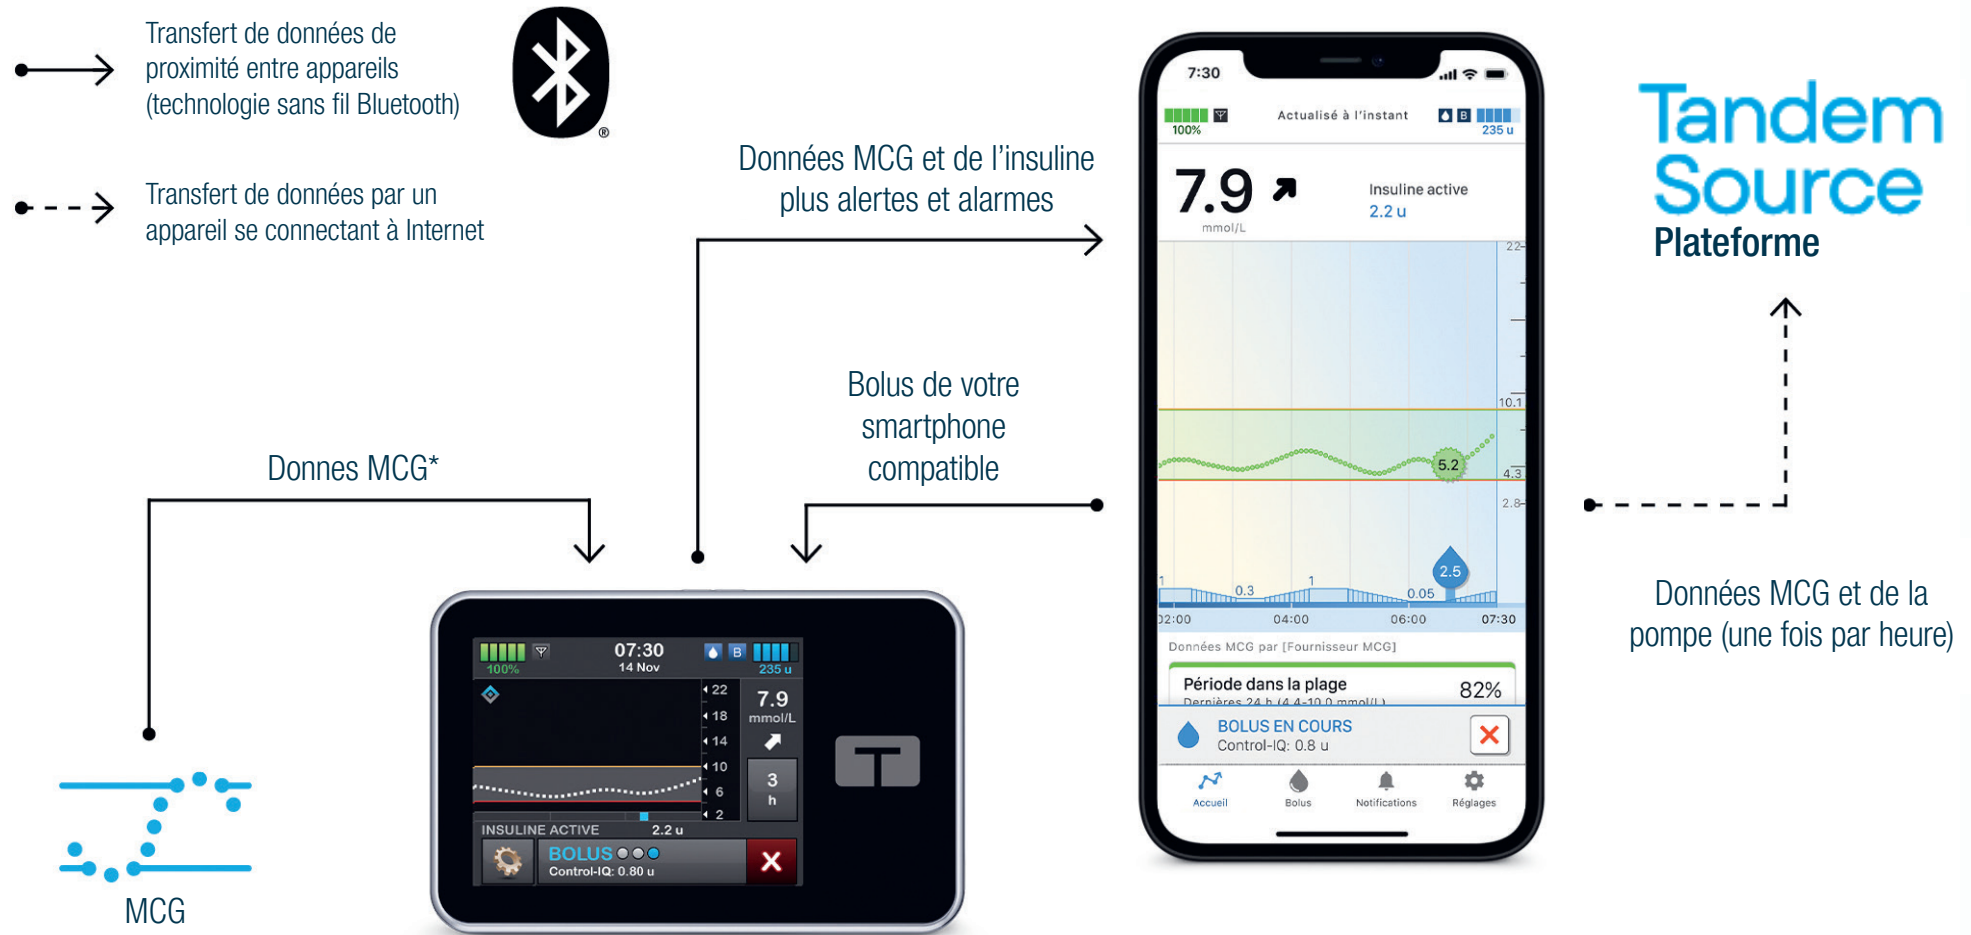 Transfert de données de
proximité entre appareils
(technologie sans fil Bluetooth)
®
Transfert de données par un
appareil se connectant à Internet
Données MCG et de l'insuline
plus alertes et alarmes
Bolus de votre
smartphone
compatible
Donnes MCG*
MCG
100%
07:30
14 Nov
B
235 u
22
18
14
10
6
2
7.9
mmol/L
3
h
INSULINE ACTIVE 2.2 u
BOLUS
Control-IQ: 0.80 u
X
T
7:30
100%
Actualisé à l'instant
B
235 u
7.9
mmol/L
Insuline active
2.2 u
22
10.1
5.2
4.3
2.8
2.5
1
0.3
1
0.05
02:00 04:00 06:00 07:30
Données MCG par [Fournisseur MCG]
Période dans la plage
82%
Dernières 24 h (4.4-10.0 mmol/L)
BOLUS EN COURS
Control-IQ: 0.8 u
Accueil Bolus Notifications Réglages
Tandem
Source
Plateforme
Données MCG et de la
pompe (une fois par heure)